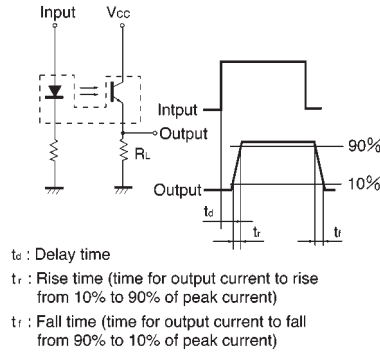 Input Vcc
Intput
Output
RL
90%
10%
Output
td
tr
tf
td : Delay time
tr : Rise time (time for output current to rise
from 10% to 90% of peak current)
tf : Fall time (time for output current to fall
from 90% to 10% of peak current)